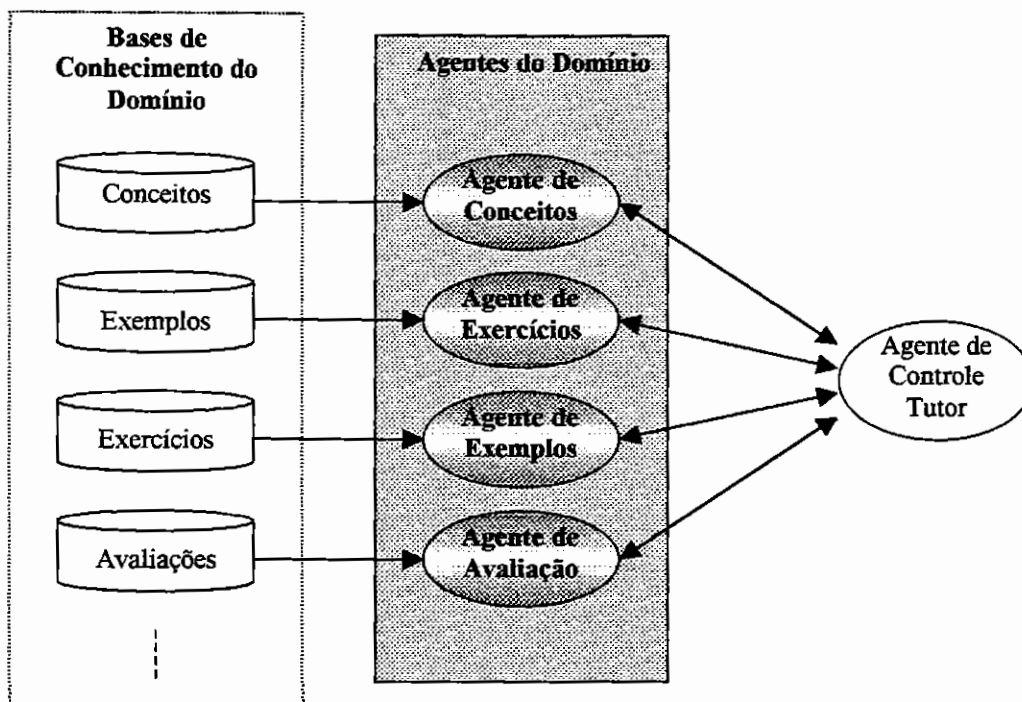 Bases de
Conhecimento do
Domínio
Conceitos
Exemplos
Exercícios
Avaliações
Agentes do Domínio
Agente de
Conceitos
Agente de
Exercícios
Agente de
Exemplos
Agente de
Avaliação
Agente de
Controle
Tutor